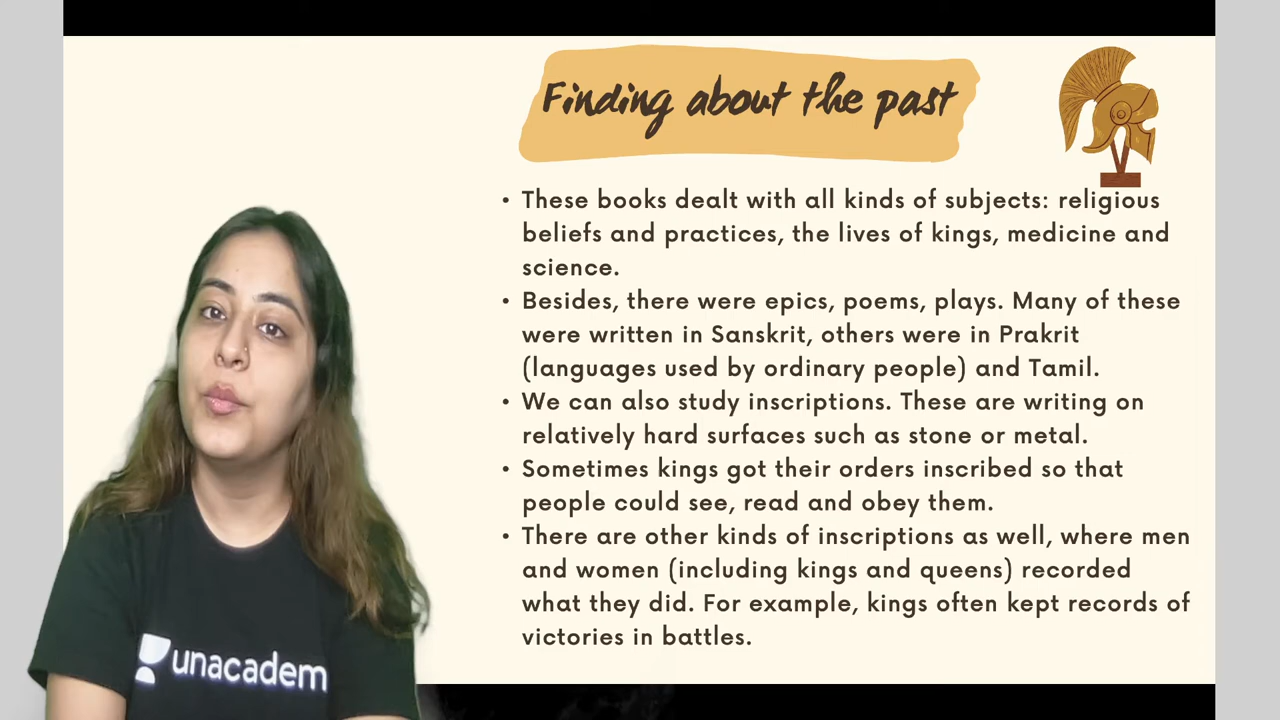 Finding about the past
• These books dealt with all kinds of subjects: religious
beliefs and practices, the lives of kings, medicine and
science.
• Besides, there were epics, poems, plays. Many of these
were written in Sanskrit, others were in Prakrit
(languages used by ordinary people) and Tamil.
• We can also study inscriptions. These are writing on
relatively hard surfaces such as stone or metal.
• Sometimes kings got their orders inscribed so that
people could see, read and obey them.
• There are other kinds of inscriptions as well, where men
and women (including kings and queens) recorded
what they did. For example, kings often kept records of
victories in battles.
unacadem